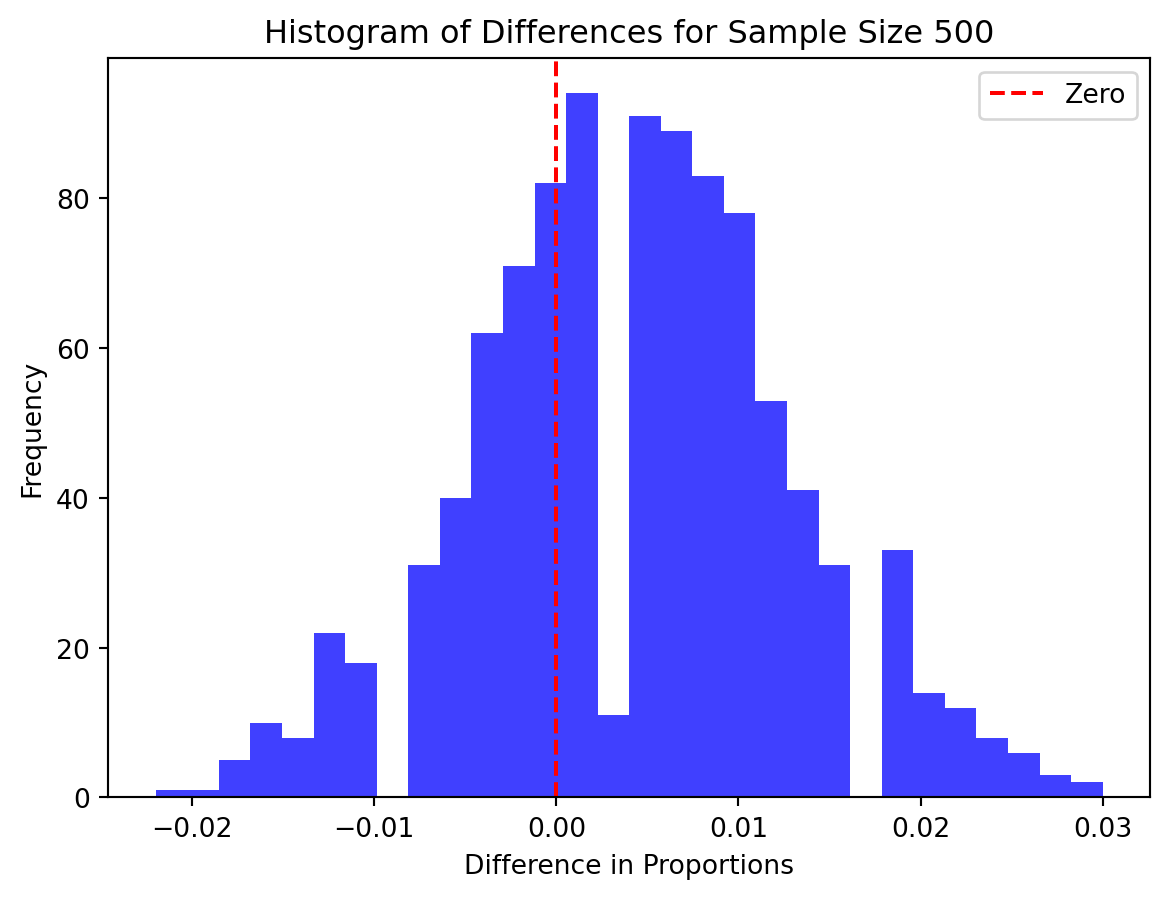 Histogram of Differences for Sample Size 500
Zero
Frequency
80
60
40
20
0
−0.02 −0.01 0.00 0.01 0.02 0.03
Difference in Proportions